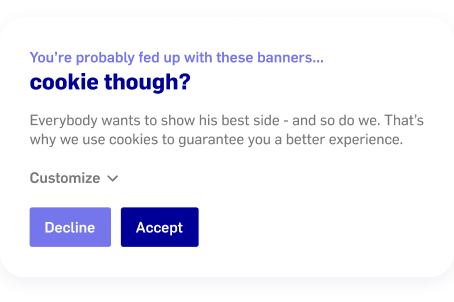 You're probably fed up with these banners...
cookie though?
Everybody wants to show his best side - and so do we. That's
why we use cookies to guarantee you a better experience.
Customize
Decline Accept